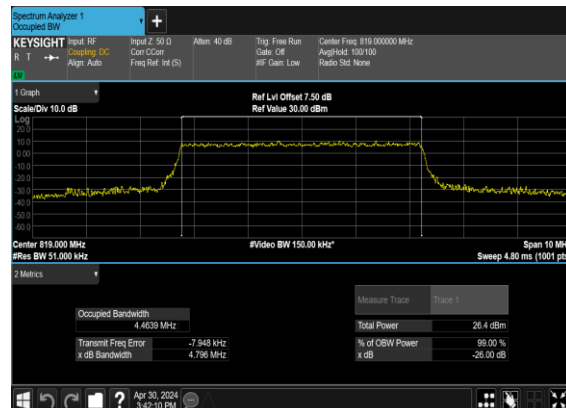 Spectrum Analyzer 1
Occupied BW
+
KEYSIGHT Input: RF Input Z: 50 Ω Atten: 40 dB Trig: Free Run Center Freq: 819.000000 MHz
R T Coupling: DC Corr CCorr Gate: Off Avg|Hold: 100/100
Align: Auto Freq Ref: Int (S) #IF Gain: Low Radio Std: None
1 Graph
Ref Lvl Offset 7.50 dB
Scale/Div 10.0 dB Ref Value 30.00 dBm
Log
20.0
10.0
0.00
-10.0
-20.0
-30.0
-40.0
-50.0
-60.0
Center 819.000 MHz #Video BW 150.00 kHz* Span 10 MH
#Res BW 51.000 kHz Sweep 4.80 ms (1001 pts
2 Metrics
Measure Trace Trace 1
Occupied Bandwidth
4.4639 MHz Total Power 26.4 dBm
Transmit Freq Error -7.948 kHz % of OBW Power 99.00 %
x dB Bandwidth 4.796 MHz x dB -26.00 dB
? Apr 30, 2024
3:42:10 PM